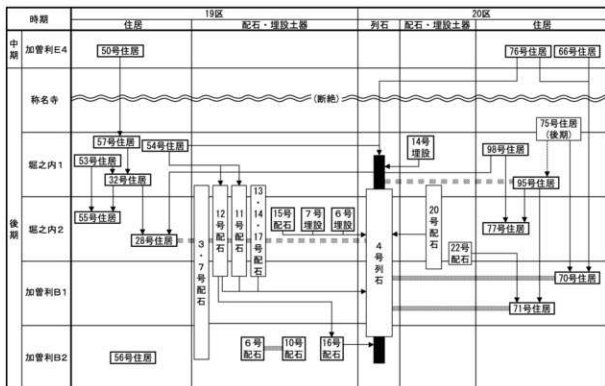 時期 19区 20区
住居 配石・埋設土器 列石 配石・埋設土器 住居
中期 加曽利E4 50号住居 76号住居 66号住居
後期
称名寺 (断絶)
75号住居
(後期)
堀之内1 57号住居 54号住居 14号埋設 98号住居
53号住居
32号住居 95号住居
堀之内2 55号住居 77号住居
28号住居
3・7号配石
12号配石
11号配石
13・14・17号配石
15号配石 7号埋設 6号埋設
4号列石
20号配石
22号配石
加曽利B1 70号住居
71号住居
加曽利B2 56号住居 6号配石 10号配石 16号配石